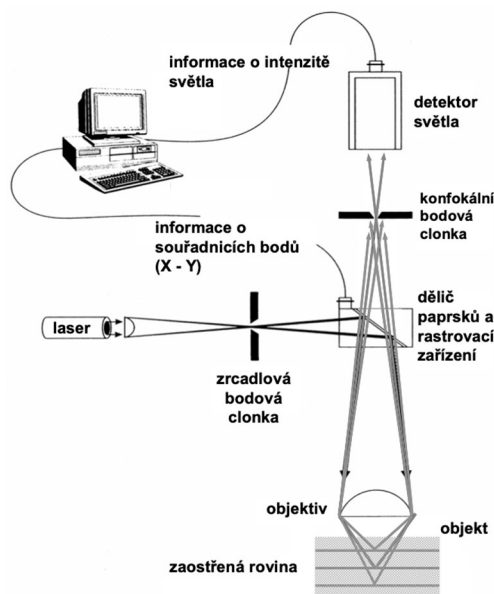 informace o intenzitě
světla
detektor
světla
konfokální
bodová
clonka
informace o
souřadnicích bodů
(X - Y)
dělič
paprsků a
rastrovací
zařízení
laser
zrcadlová
bodová
clonka
objektiv
objekt
zaostřená rovina